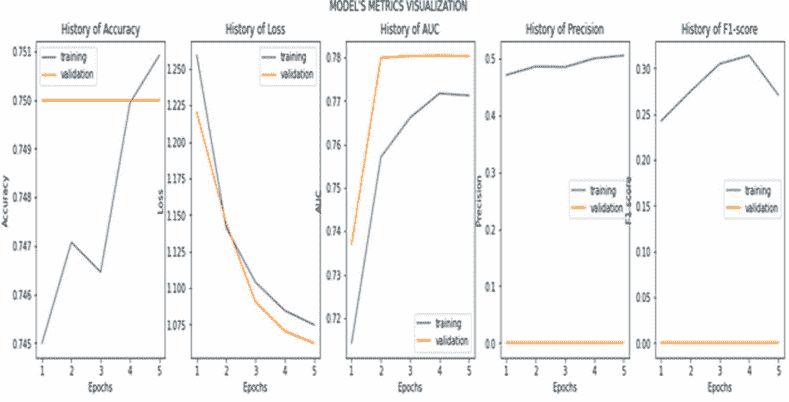 MODEL'S METRICS VISUALIZATION
History of Accuracy
0.751
0.750
0.749
0.748
0.747
0.746
0.745
Accuracy
training
validation
1 2 3 4 5
Epochs
History of Loss
1.250
1.225
1.200
1.175
1.150
1.125
1.100
1.075
Loss
training
validation
1 2 3 4 5
Epochs
History of AUC
0.78
0.77
0.76
0.75
0.74
0.73
0.72
AUC
training
validation
1 2 3 4 5
Epochs
History of Precision
0.5
0.4
0.3
0.2
0.1
0.0
Precision
training
validation
1 2 3 4 5
Epochs
History of F1-score
0.30
0.25
0.20
0.15
0.10
0.05
0.00
F1-score
training
validation
1 2 3 4 5
Epochs